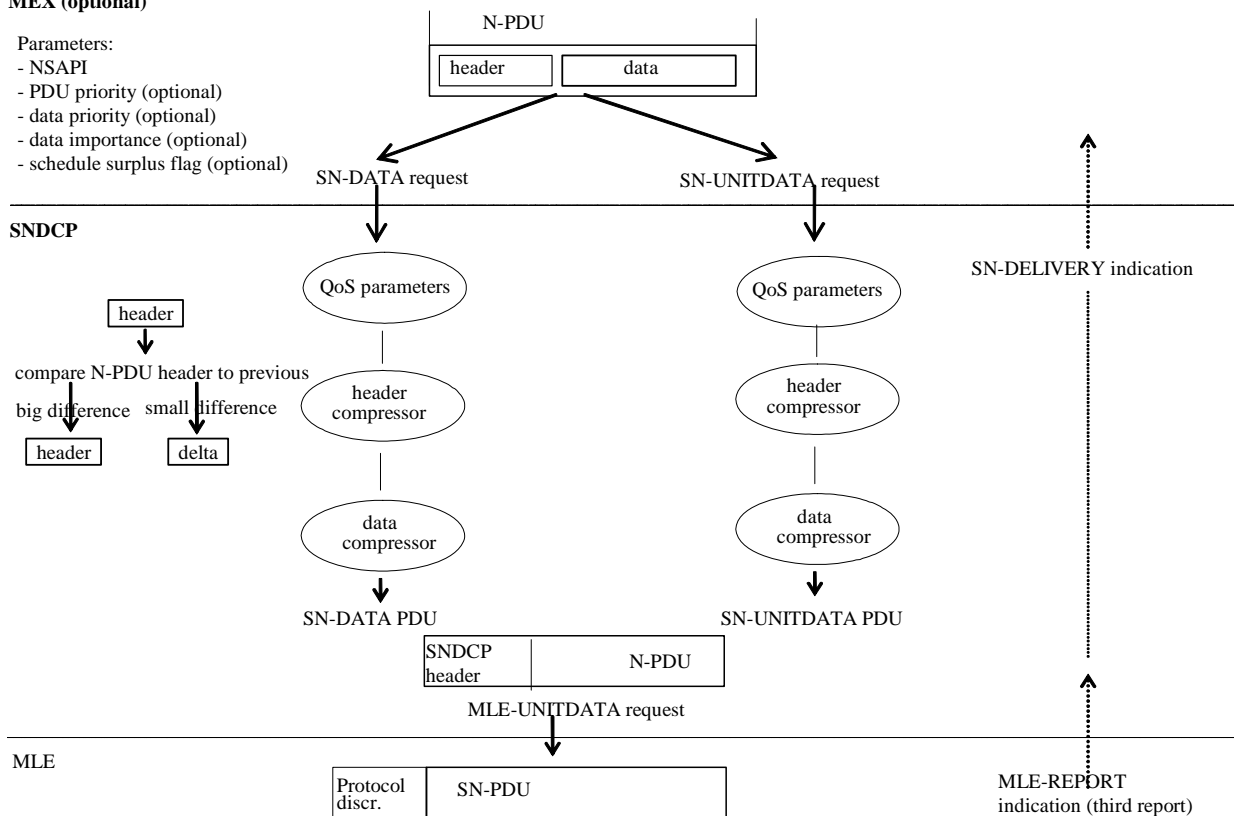 MEX (optional)
N-PDU
Parameters:
- NSAPI
- PDU priority (optional)
- data priority (optional)
- data importance (optional)
- schedule surplus flag (optional)
header
data
SN-DATA request
SN-UNITDATA request
SNDCP
QoS parameters
QoS parameters
SN-DELIVERY indication
header
compare N-PDU header to previous
big difference
small difference
header
delta
header
compressor
header
compressor
data
compressor
data
compressor
SN-DATA PDU
SN-UNITDATA PDU
SNDCP
header
N-PDU
MLE-UNITDATA request
MLE
Protocol
discr.
SN-PDU
MLE-REPORT
indication (third report)